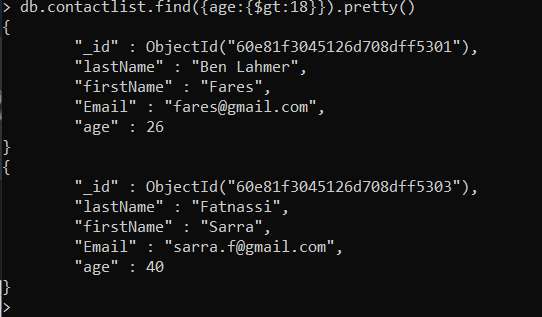 > db.contactlist.find({age:{$gt:18}}).pretty()
{
        "_id" : ObjectId("60e81f3045126d708dff5301"),
        "lastName" : "Ben Lahmer",
        "firstName" : "Fares",
        "Email" : "fares@gmail.com",
        "age" : 26
}
{
        "_id" : ObjectId("60e81f3045126d708dff5303"),
        "lastName" : "Fatnassi",
        "firstName" : "Sarra",
        "Email" : "sarra.f@gmail.com",
        "age" : 40
}
>